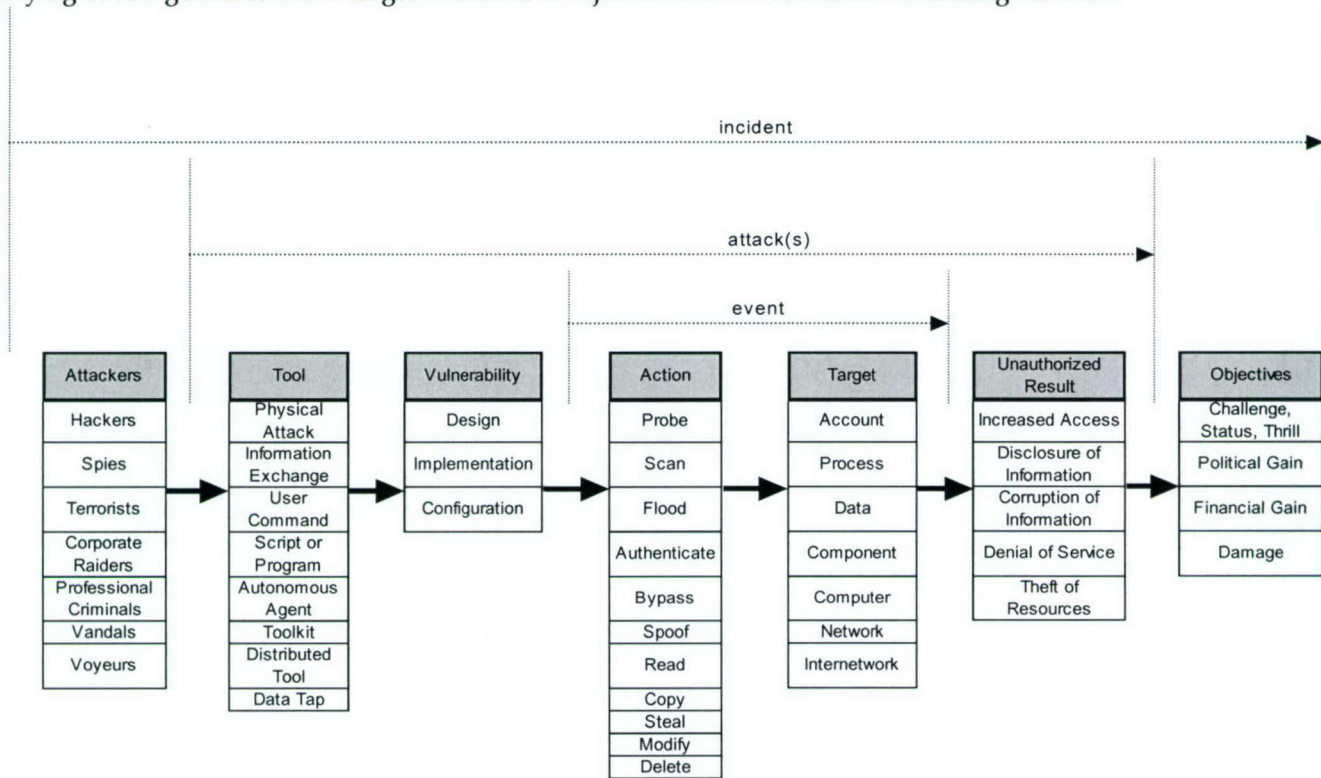 incident
attack(s)
event
Attackers
Hackers
Spies
Terrorists
Corporate
Raiders
Professional
Criminals
Vandals
Voyeurs
Tool
Physical
Attack
Information
Exchange
User
Command
Script or
Program
Autonomous
Agent
Toolkit
Distributed
Tool
Data Tap
Vulnerability
Design
Implementation
Configuration
Action
Probe
Scan
Flood
Authenticate
Bypass
Spoof
Read
Copy
Steal
Modify
Delete
Target
Account
Process
Data
Component
Computer
Network
Internetwork
Unauthorized
Result
Increased Access
Disclosure of
Information
Corruption of
Information
Denial of Service
Theft of
Resources
Objectives
Challenge,
Status, Thrill
Political Gain
Financial Gain
Damage